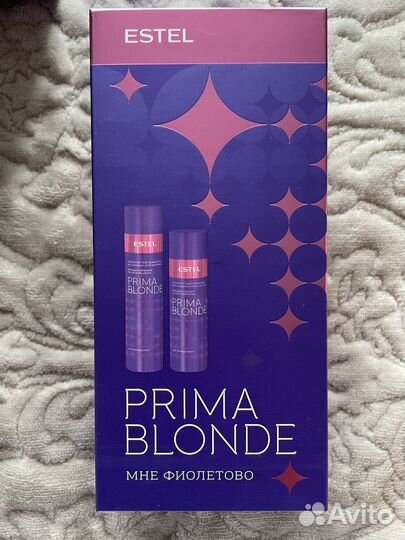 ESTEL
ESTEL
PRIMA
BLONDE
ESTEL
PRIMA
BLONDE
PRIMA
BLONDE
МНЕ ФИОЛЕТОВО
Avito